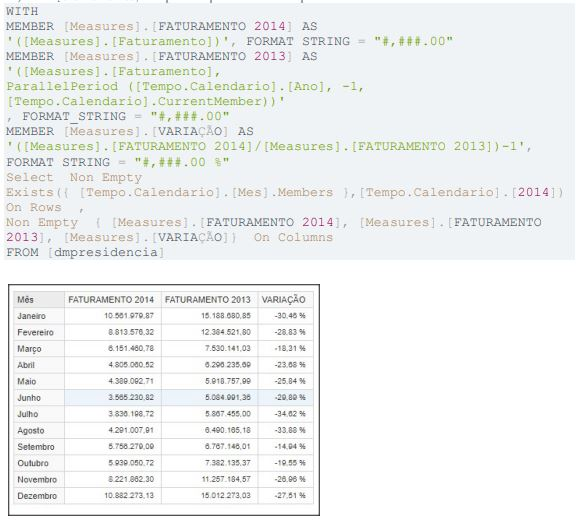 WITH
MEMBER [Measures].[FATURAMENTO 2014] AS
'([Measures].[Faturamento])', FORMAT STRING = "#,###.00"
MEMBER [Measures].[FATURAMENTO 2013] AS
'([Measures].[Faturamento],
ParallelPeriod ([Tempo.Calendario].[Ano], -1,
[Tempo.Calendario].CurrentMember))'
, FORMAT_STRING = "#,###.00"
MEMBER [Measures].[VARIAÇÃO] AS
'([Measures].[FATURAMENTO 2014]/[Measures].[FATURAMENTO 2013])-1',
FORMAT STRING = "#,###.00 %"
Select Non Empty
Exists({ [Tempo.Calendario].[Mes].Members },[Tempo.Calendario].[2014])
On Rows ,
Non Empty { [Measures].[FATURAMENTO 2014], [Measures].[FATURAMENTO
2013], [Measures].[VARIAÇÃO]} On Columns
FROM [dmpresidencia]
Mês FATURAMENTO 2014 FATURAMENTO 2013 VARIAÇÃO
Janeiro 10.561.979,87 15.188.680,85 -30,46 %
Fevereiro 8.813.576,32 12.384.521,80 -28,83 %
Março 6.151.460,78 7.530.141,03 -18,31 %
Abril 4.805.060,52 6.296.235,69 -23,68 %
Maio 4.389.092,71 5.918.757,99 -25,84 %
Junho 3.565.230,82 5.084.991,36 -29,89 %
Julho 3.836.198,72 5.867.455,00 -34,62 %
Agosto 4.291.007,91 6.490.165,18 -33,88 %
Setembro 5.756.279,09 6.767.146,01 -14,94 %
Outubro 5.939.050,72 7.382.135,37 -19,55 %
Novembro 8.221.862,30 11.257.184,57 -26,96 %
Dezembro 10.882.273,13 15.012.273,03 -27,51 %